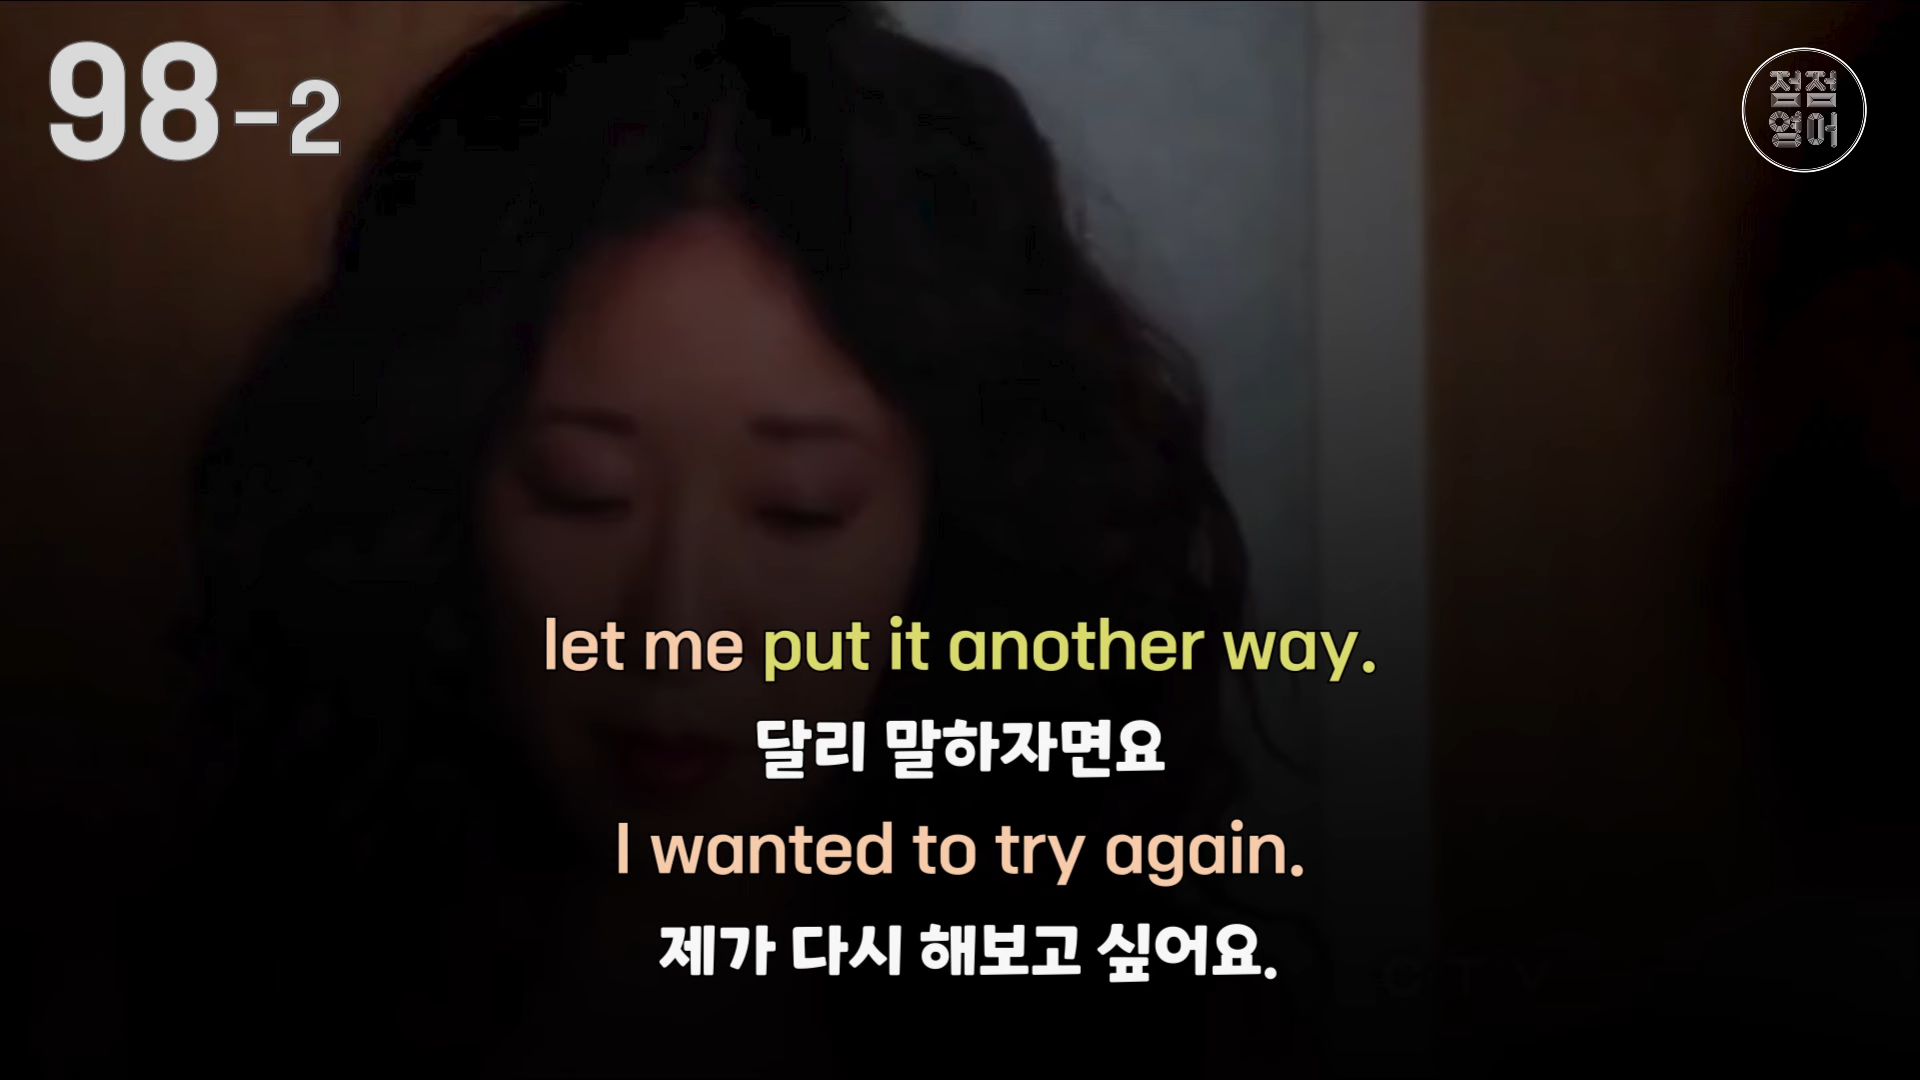 98-2
점점
영어
let me put it another way.
달리 말하자면요
I wanted to try again.
제가 다시 해보고 싶어요.
CTV